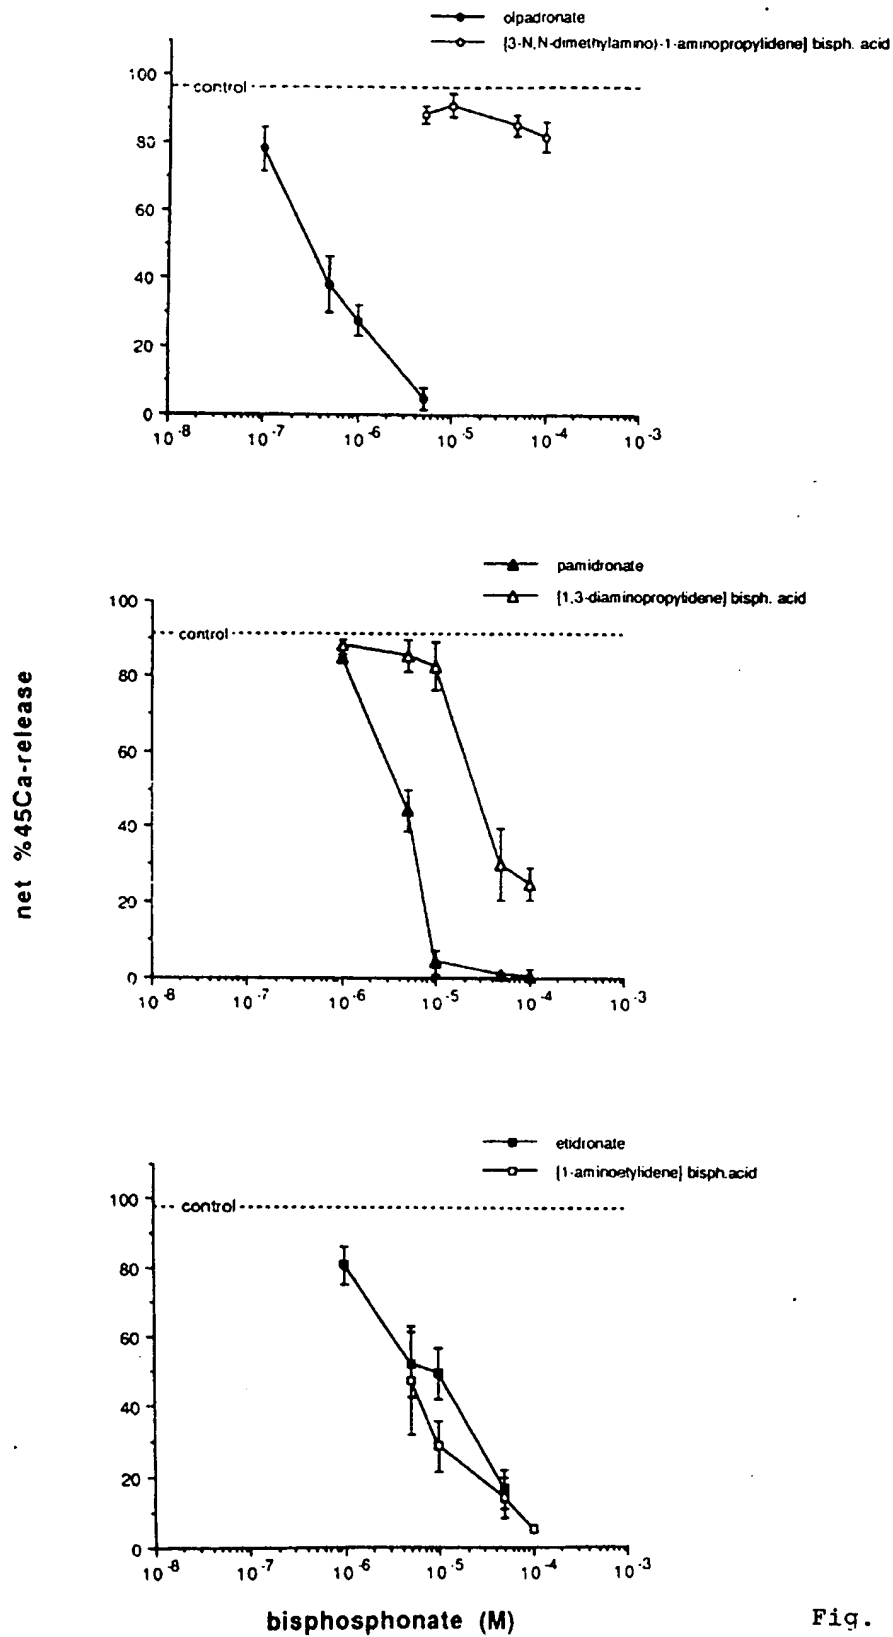 olpadronate
[3-N,N-dimethylamino)-1-aminopropylidene] bisph. acid
100
control
80
60
40
20
0
10-8 10-7 10-6 10-5 10-4 10-3
pamidronate
[1,3-diaminopropylidene] bisph. acid
100
control
80
60
40
20
0
10-8 10-7 10-6 10-5 10-4 10-3
net %45Ca-release
etidronate
[1-aminoetylidene] bisph.acid
100
control
80
60
40
20
0
10-8 10-7 10-6 10-5 10-4 10-3
bisphosphonate (M)
Fig.